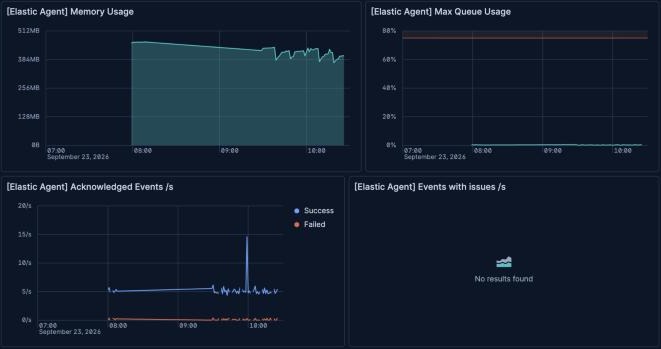 [Elastic Agent] Memory Usage
512MB
384MB
256MB
128MB
0B
07:00
08:00
09:00
10:00
September 23, 2026
[Elastic Agent] Max Queue Usage
80%
60%
40%
20%
0%
07:00
08:00
09:00
10:00
September 23, 2026
[Elastic Agent] Acknowledged Events /s
20/s
15/s
10/s
5/s
0/s
07:00
08:00
09:00
10:00
September 23, 2026
Success
Failed
[Elastic Agent] Events with issues /s
No results found